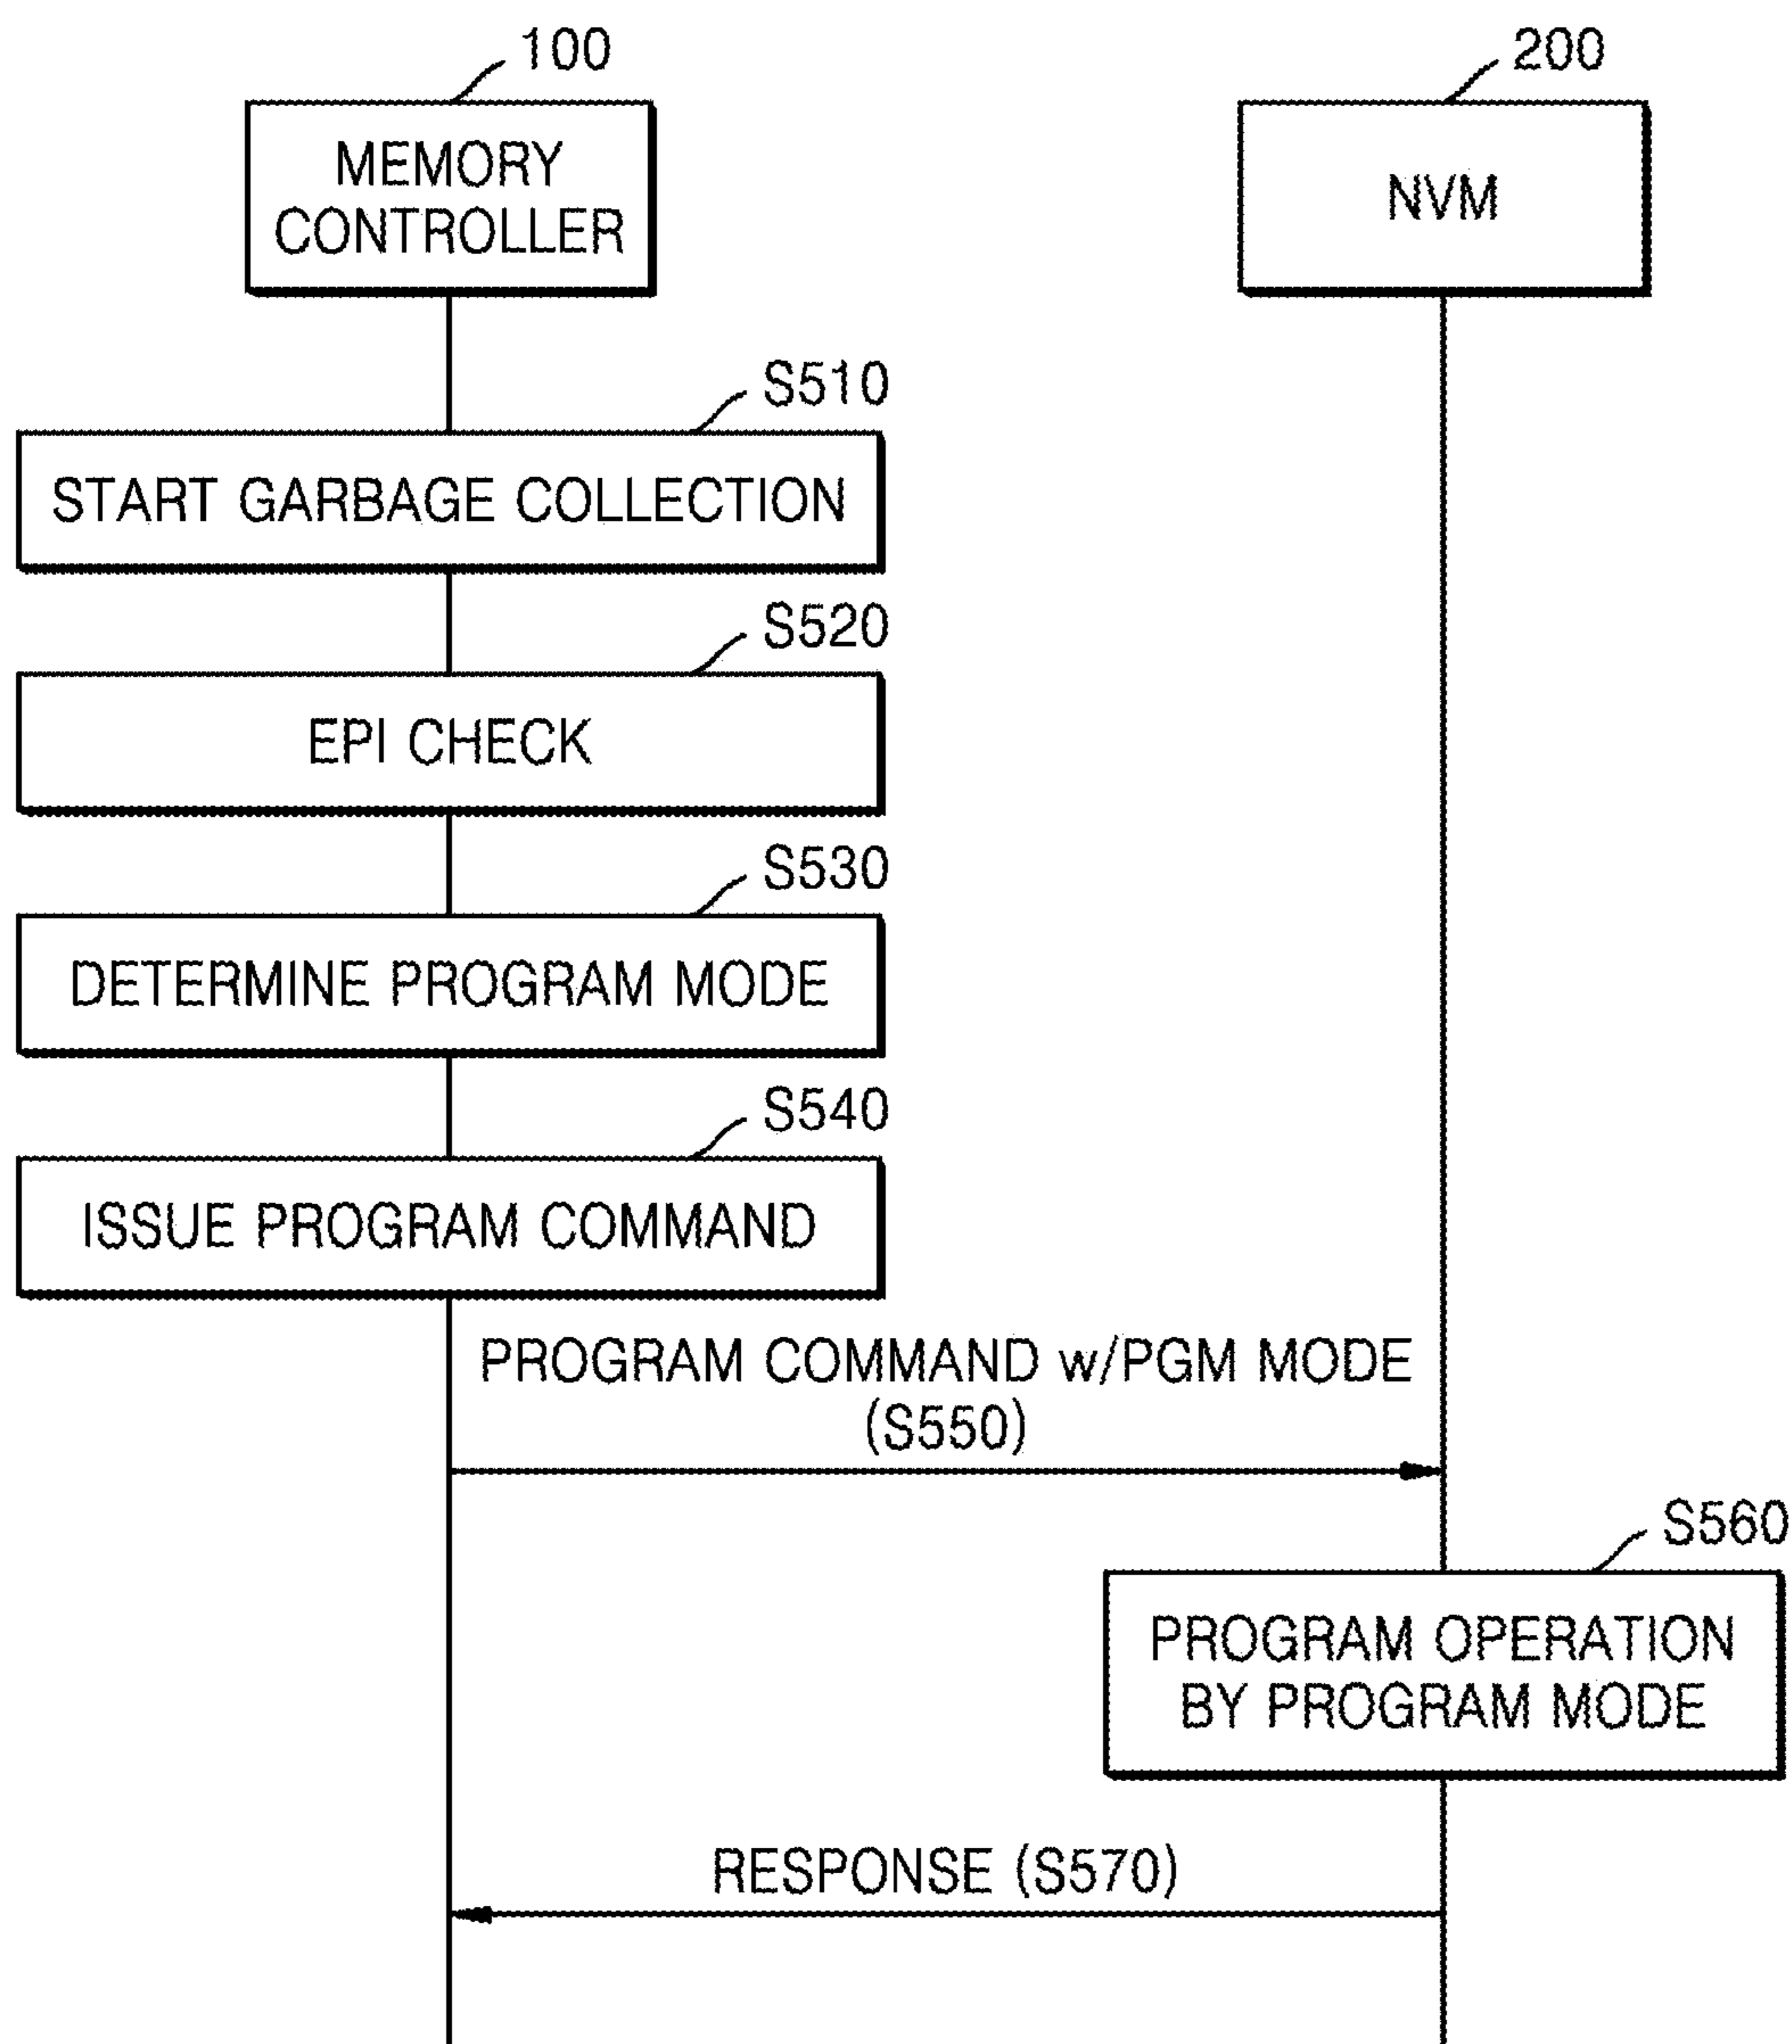 100
200
MEMORY
CONTROLLER
NVM
S510
START GARBAGE COLLECTION
S520
EPI CHECK
S530
DETERMINE PROGRAM MODE
S540
ISSUE PROGRAM COMMAND
PROGRAM COMMAND w/PGM MODE
(S550)
S560
PROGRAM OPERATION
BY PROGRAM MODE
RESPONSE (S570)